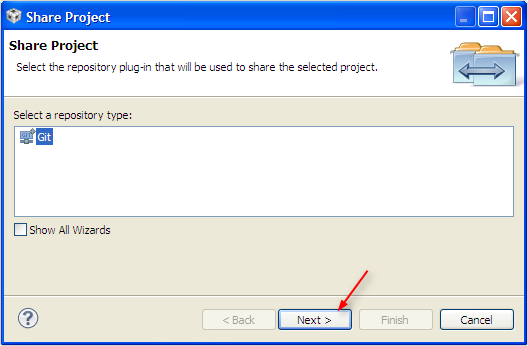 Share Project
Share Project
Select the repository plug-in that will be used to share the selected project.
Select a repository type:
Git
Show All Wizards
?
< Back
Next >
Finish
Cancel